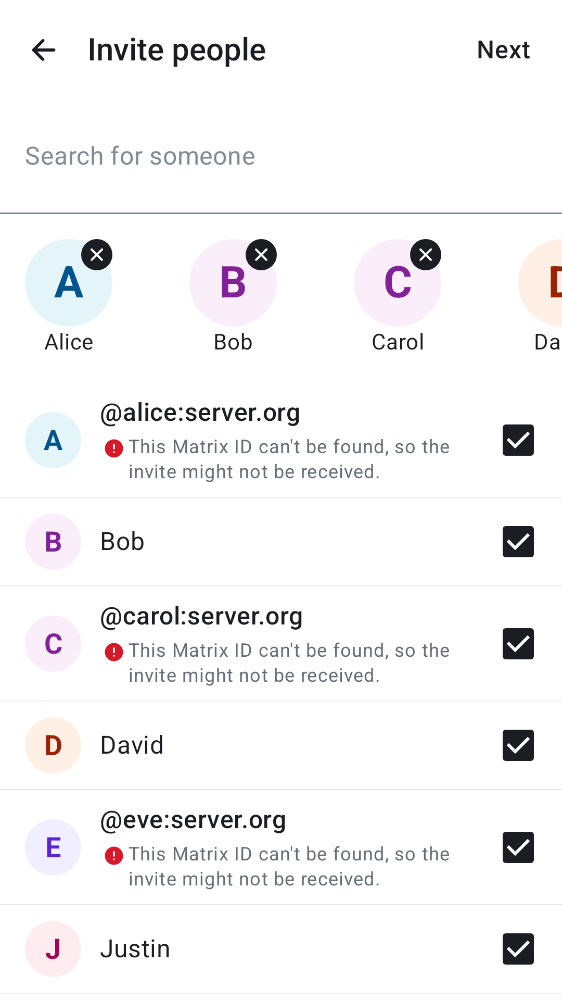 Invite people
Next
Search for someone
A
B
C
Alice
Bob
Carol
Da
A
@alice:server.org
This Matrix ID can't be found, so the
invite might not be received.
B
Bob
C
@carol:server.org
This Matrix ID can't be found, so the
invite might not be received.
D
David
E
@eve:server.org
This Matrix ID can't be found, so the
invite might not be received.
J
Justin